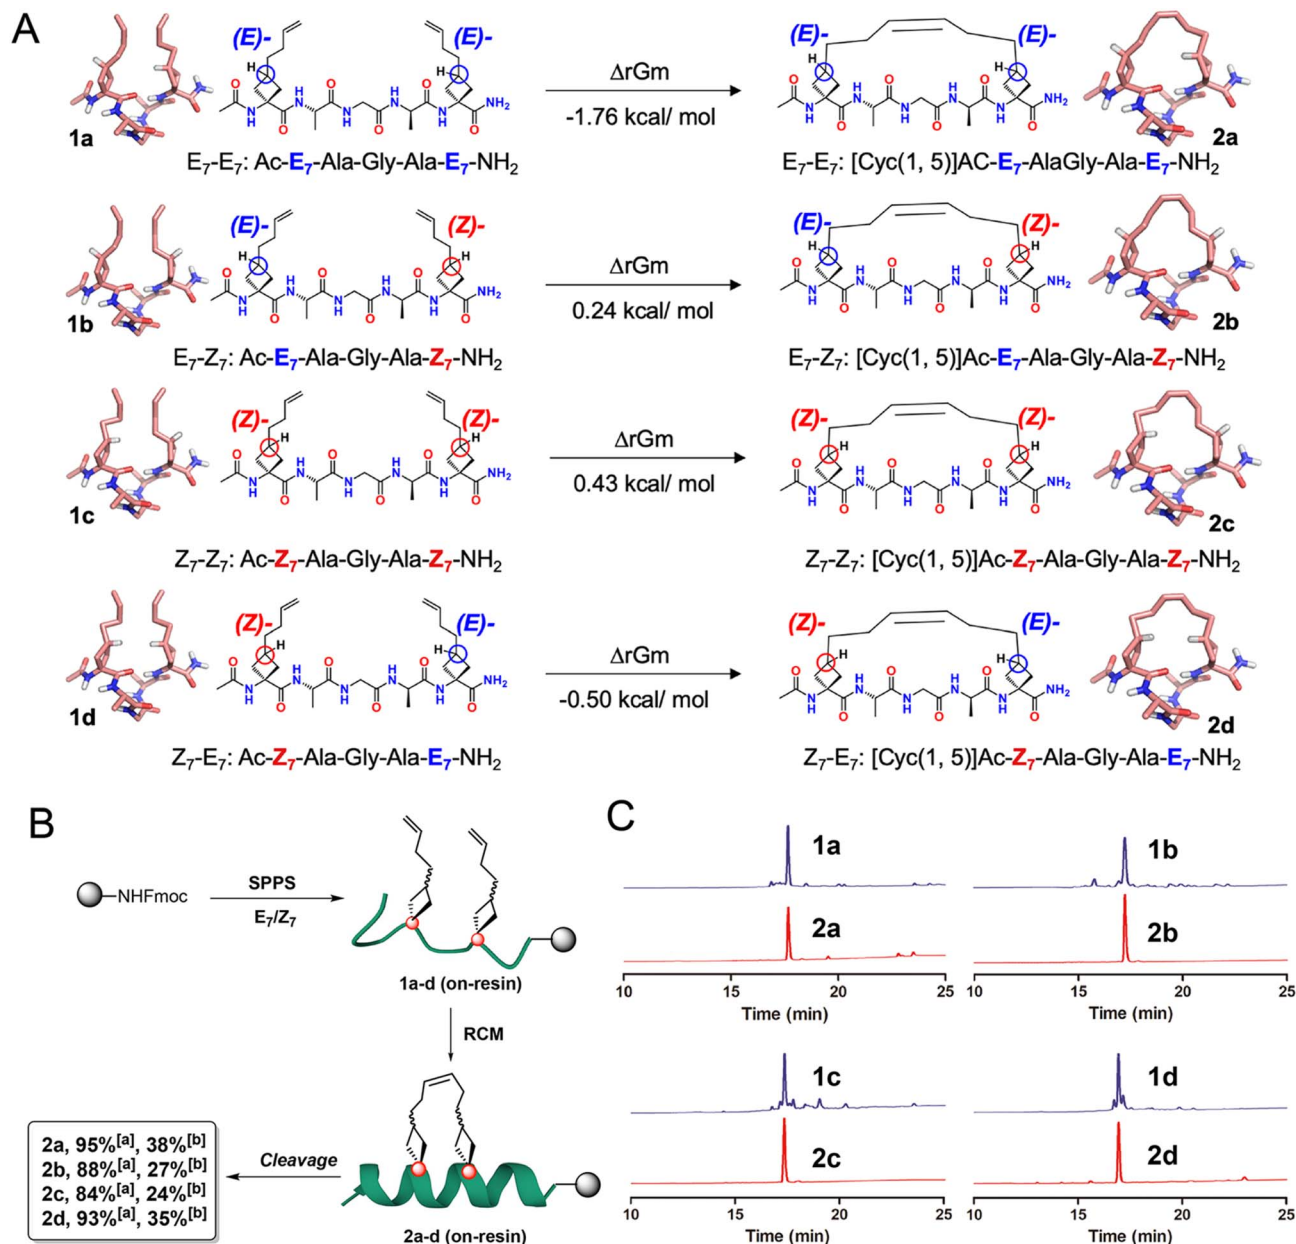 A
(E)-
(E)-
H
H
O
H
N
O
H
N
O
NH2
N
H
O
N
H
O
N
H
O
1a
ΔrGm
-1.76 kcal/ mol
(E)-
(E)-
H
H
O
H
N
O
H
N
O
NH2
N
H
O
N
H
O
N
H
O
2a
E7-E7: Ac-E7-Ala-Gly-Ala-E7-NH2
E7-E7: [Cyc(1, 5)]AC-E7-AlaGly-Ala-E7-NH2
(E)-
(Z)-
H
H
O
H
N
O
H
N
O
NH2
N
H
O
N
H
O
N
H
O
1b
ΔrGm
0.24 kcal/ mol
(E)-
(Z)-
H
H
O
H
N
O
H
N
O
NH2
N
H
O
N
H
O
N
H
O
2b
E7-Z7: Ac-E7-Ala-Gly-Ala-Z7-NH2
E7-Z7: [Cyc(1, 5)]Ac-E7-Ala-Gly-Ala-Z7-NH2
(Z)-
(Z)-
H
H
O
H
N
O
H
N
O
NH2
N
H
O
N
H
O
N
H
O
1c
ΔrGm
0.43 kcal/ mol
(Z)-
(Z)-
H
H
O
H
N
O
H
N
O
NH2
N
H
O
N
H
O
N
H
O
2c
Z7-Z7: Ac-Z7-Ala-Gly-Ala-Z7-NH2
Z7-Z7: [Cyc(1, 5)]Ac-Z7-Ala-Gly-Ala-Z7-NH2
(Z)-
(E)-
H
H
O
H
N
O
H
N
O
NH2
N
H
O
N
H
O
N
H
O
1d
ΔrGm
-0.50 kcal/ mol
(Z)-
(E)-
H
H
O
H
N
O
H
N
O
NH2
N
H
O
N
H
O
N
H
O
2d
Z7-E7: Ac-Z7-Ala-Gly-Ala-E7-NH2
Z7-E7: [Cyc(1, 5)]Ac-Z7-Ala-Gly-Ala-E7-NH2
B
NHFmoc
SPPS
E7/Z7
1a-d (on-resin)
RCM
2a-d (on-resin)
Cleavage
2a, 95%[a], 38%[b]
2b, 88%[a], 27%[b]
2c, 84%[a], 24%[b]
2d, 93%[a], 35%[b]
C
1a
2a
10 15 20 25
Time (min)
1b
2b
10 15 20 25
Time (min)
1c
2c
10 15 20 25
Time (min)
1d
2d
10 15 20 25
Time (min)